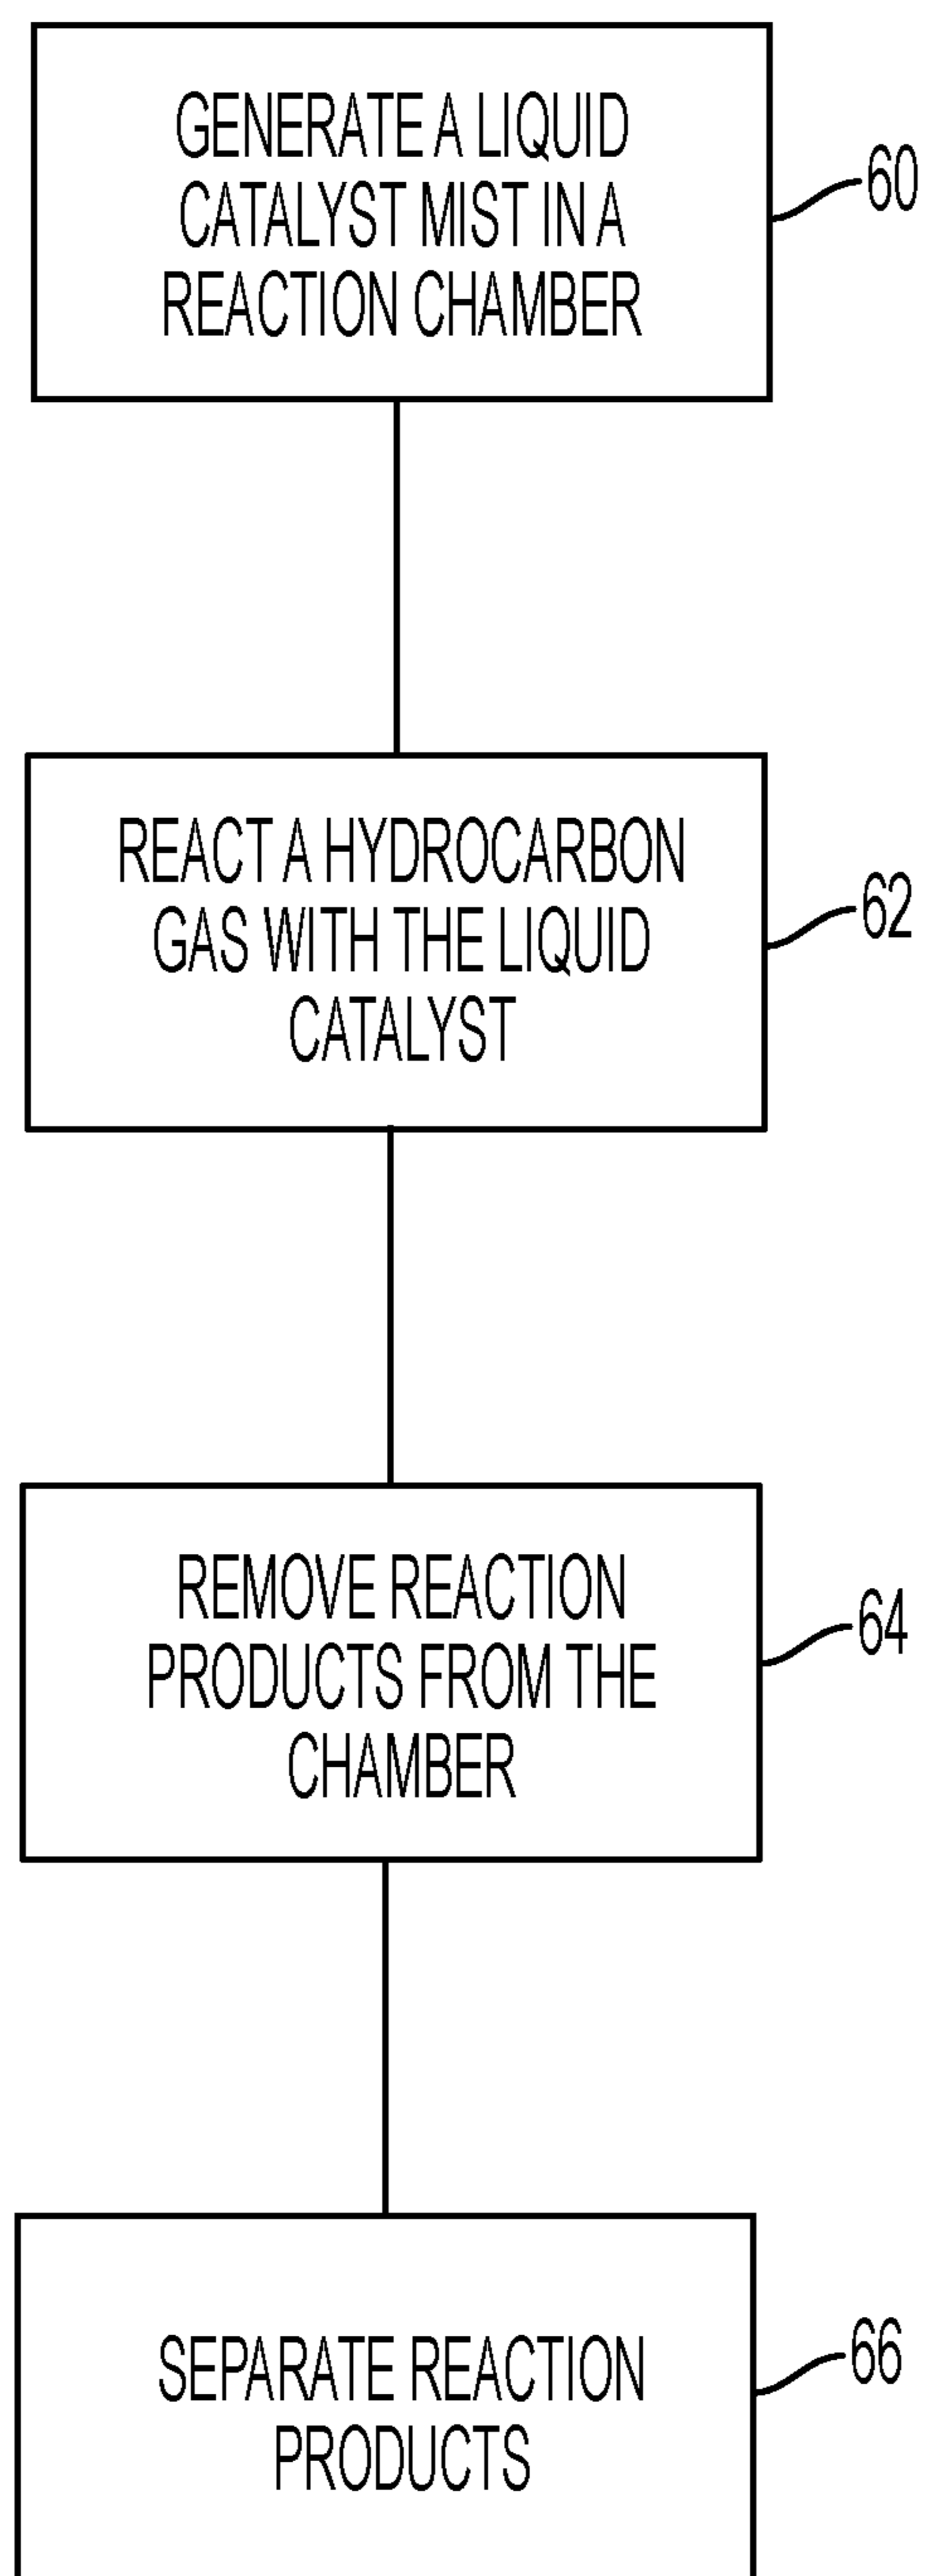 GENERATE A LIQUID
CATALYST MIST IN A
REACTION CHAMBER
60
REACT A HYDROCARBON
GAS WITH THE LIQUID
CATALYST
62
REMOVE REACTION
PRODUCTS FROM THE
CHAMBER
64
SEPARATE REACTION
PRODUCTS
66